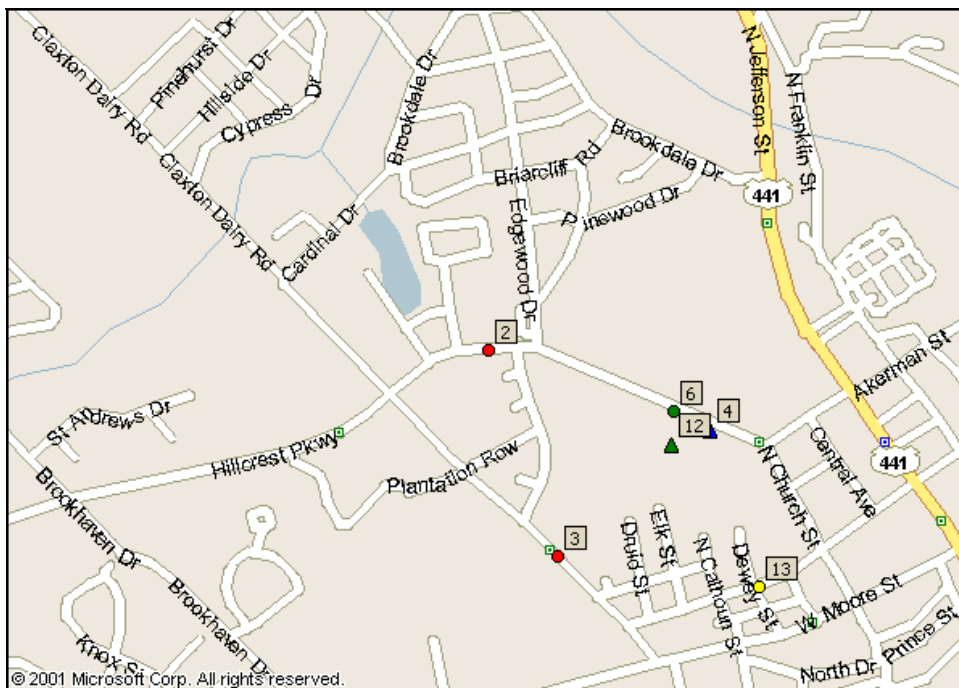 Claxton Dairy Rd
Pinehurst Dr
Hillside Dr
Cypress Dr
Brookdale Dr
N Jefferson St
N Franklin St
Claxton Dairy Rd
Cardinal Dr
Briarcliff Rd
Brookdale Dr
441
Pinewood Dr
Edgewood Dr
2
6
4
12
Akerman St
St Andrews Dr
Hillcrest Pkwy
Plantation Row
N Church St
Central Ave
441
Brookhaven Dr
3
Druid St
Elk St
N Calhoun St
Dewey St
13
W Moore St
Brookhaven Dr
Knox St
North Dr
Prince St
© 2001 Microsoft Corp. All rights reserved.